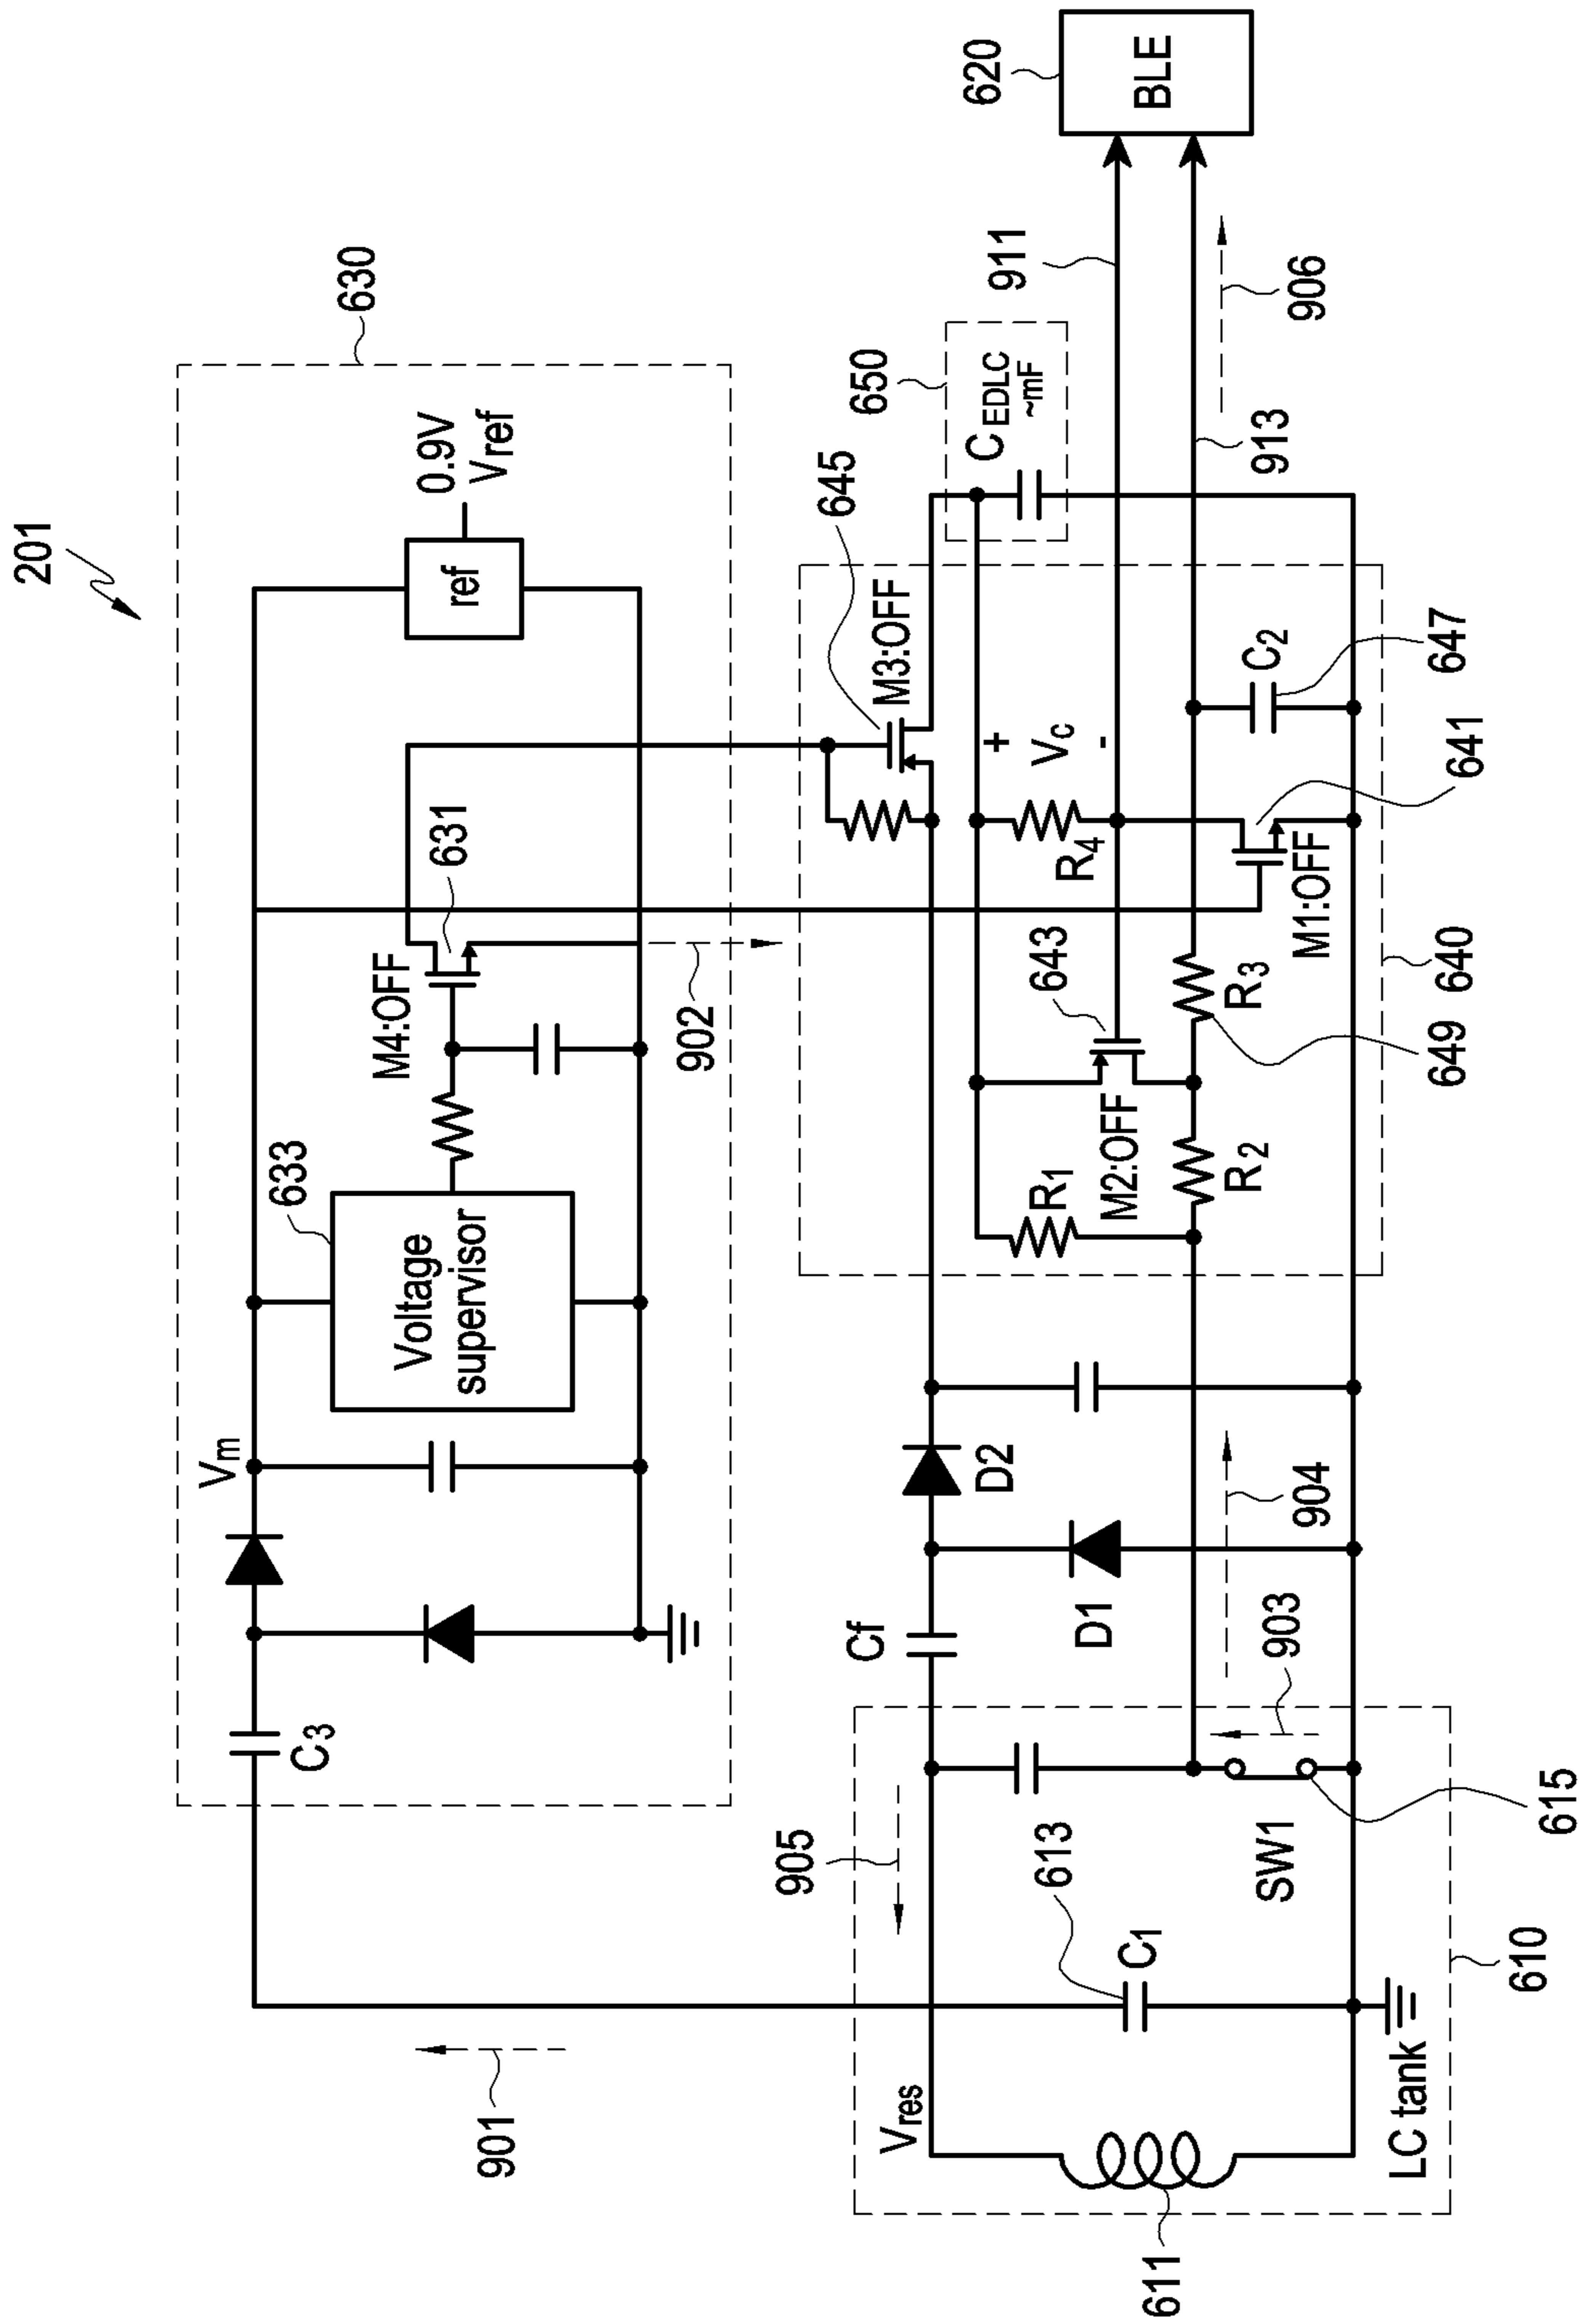 201
630
0.9V
Vref
ref
M4:OFF
631
633
Voltage
supervisor
Vm
C3
901
902
620
BLE
911
906
913
650
CEDLC
~mF
645
M3:OFF
+
Vc
-
R4
C2
647
641
M1:OFF
640
643
M2:OFF
R1
R2
R3
649
D2
D1
Cf
904
903
905
613
C1
SW1
615
610
Vres
LC tank
611